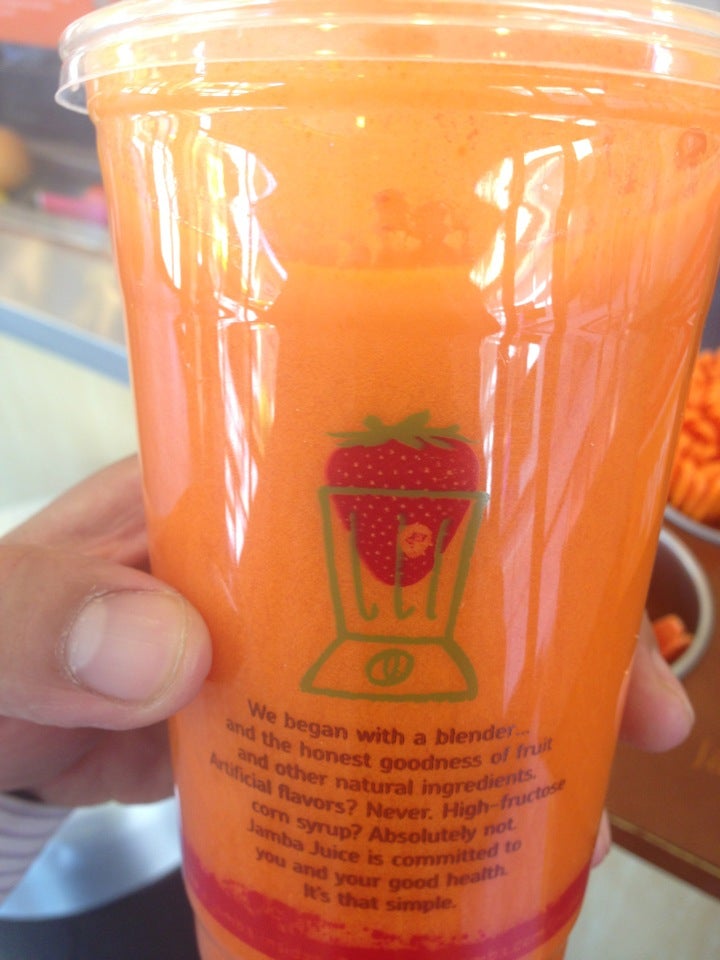 We began with a blender...
and the honest goodness of fruit
and other natural ingredients.
Artificial flavors? Never. High-fructose
corn syrup? Absolutely not.
Jamba Juice is committed to
you and your good health.
It's that simple.